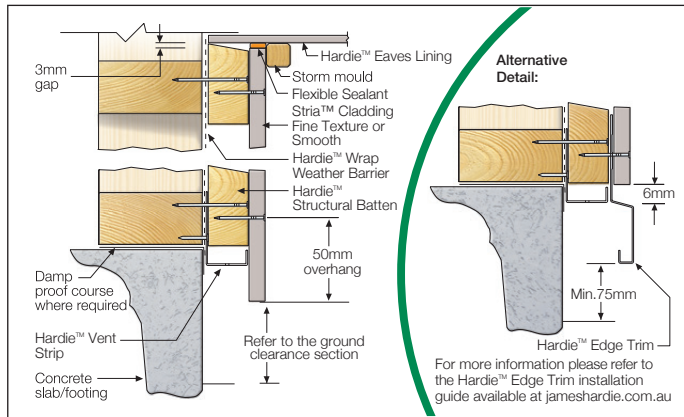 Hardie™ Eaves Lining
3mm
gap
Storm mould
Flexible Sealant
Stria™ Cladding
Fine Texture or
Smooth
Hardie™ Wrap
Weather Barrier
Hardie™
Structural Batten
50mm
overhang
Damp
proof course
where required
Hardie™ Vent
Strip
Refer to the ground
clearance section
Concrete
slab/footing
Alternative
Detail:
6mm
Min.75mm
Hardie™ Edge Trim
For more information please refer to
the Hardie™ Edge Trim installation
guide available at jameshardie.com.au